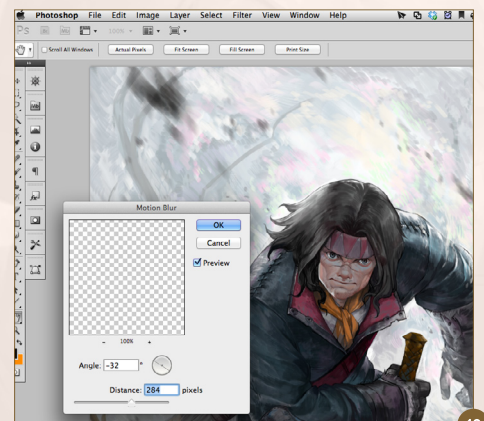 Photoshop File Edit Image Layer Select Filter View Window Help
Ps 100%
Scroll All Windows Actual Pixels Fit Screen Fill Screen Print Size
Motion Blur
OK
Cancel
Preview
- 100% +
Angle: -32 °
Distance: 284 pixels